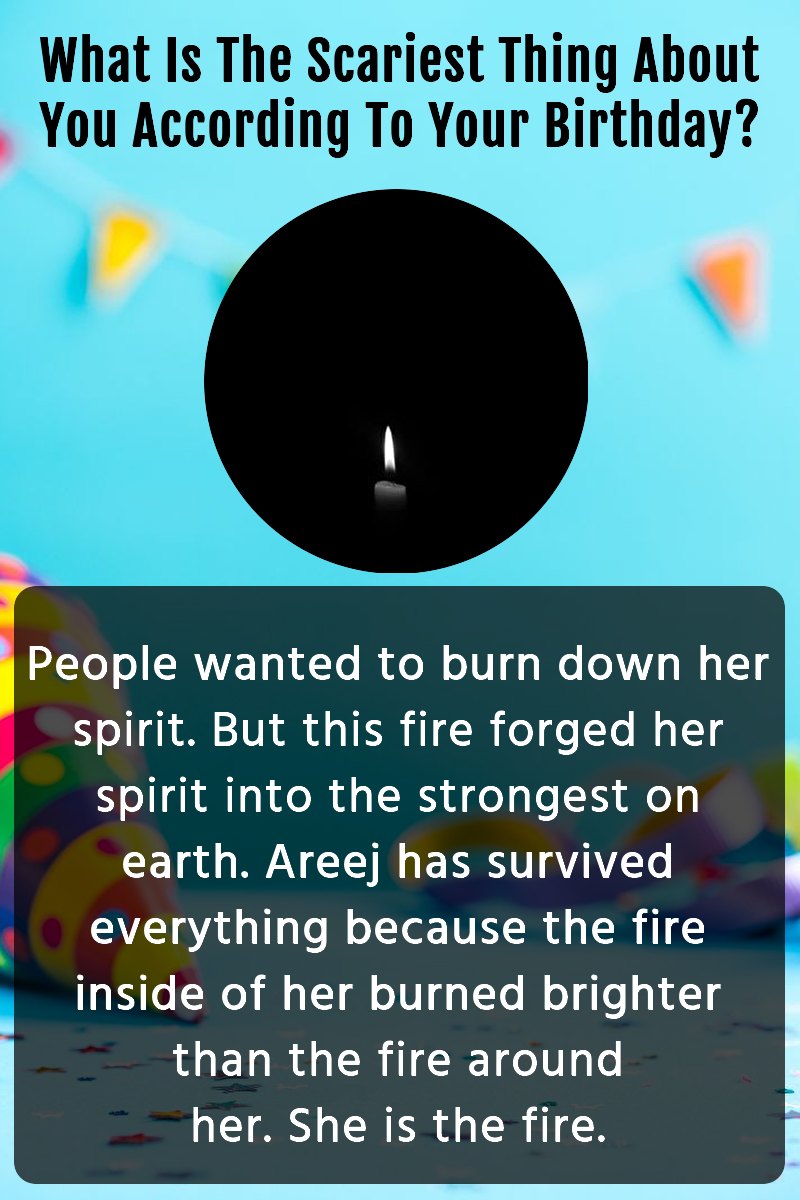 What Is The Scariest Thing About
You According To Your Birthday?
People wanted to burn down her
spirit. But this fire forged her
spirit into the strongest on
earth. Areej has survived
everything because the fire
inside of her burned brighter
than the fire around
her. She is the fire.